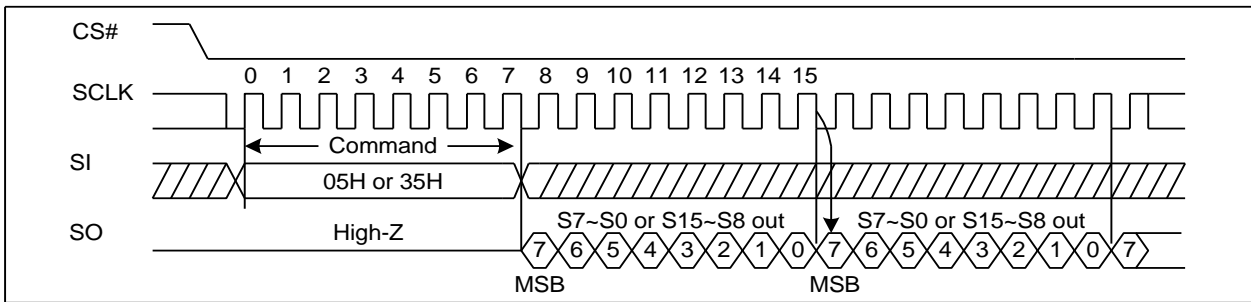 CS#
0 1 2 3 4 5 6 7 8 9 10 11 12 13 14 15
SCLK
Command
SI
05H or 35H
S7~S0 or S15~S8 out S7~S0 or S15~S8 out
SO
High-Z
7 6 5 4 3 2 1 0 7 6 5 4 3 2 1 0 7
MSB MSB